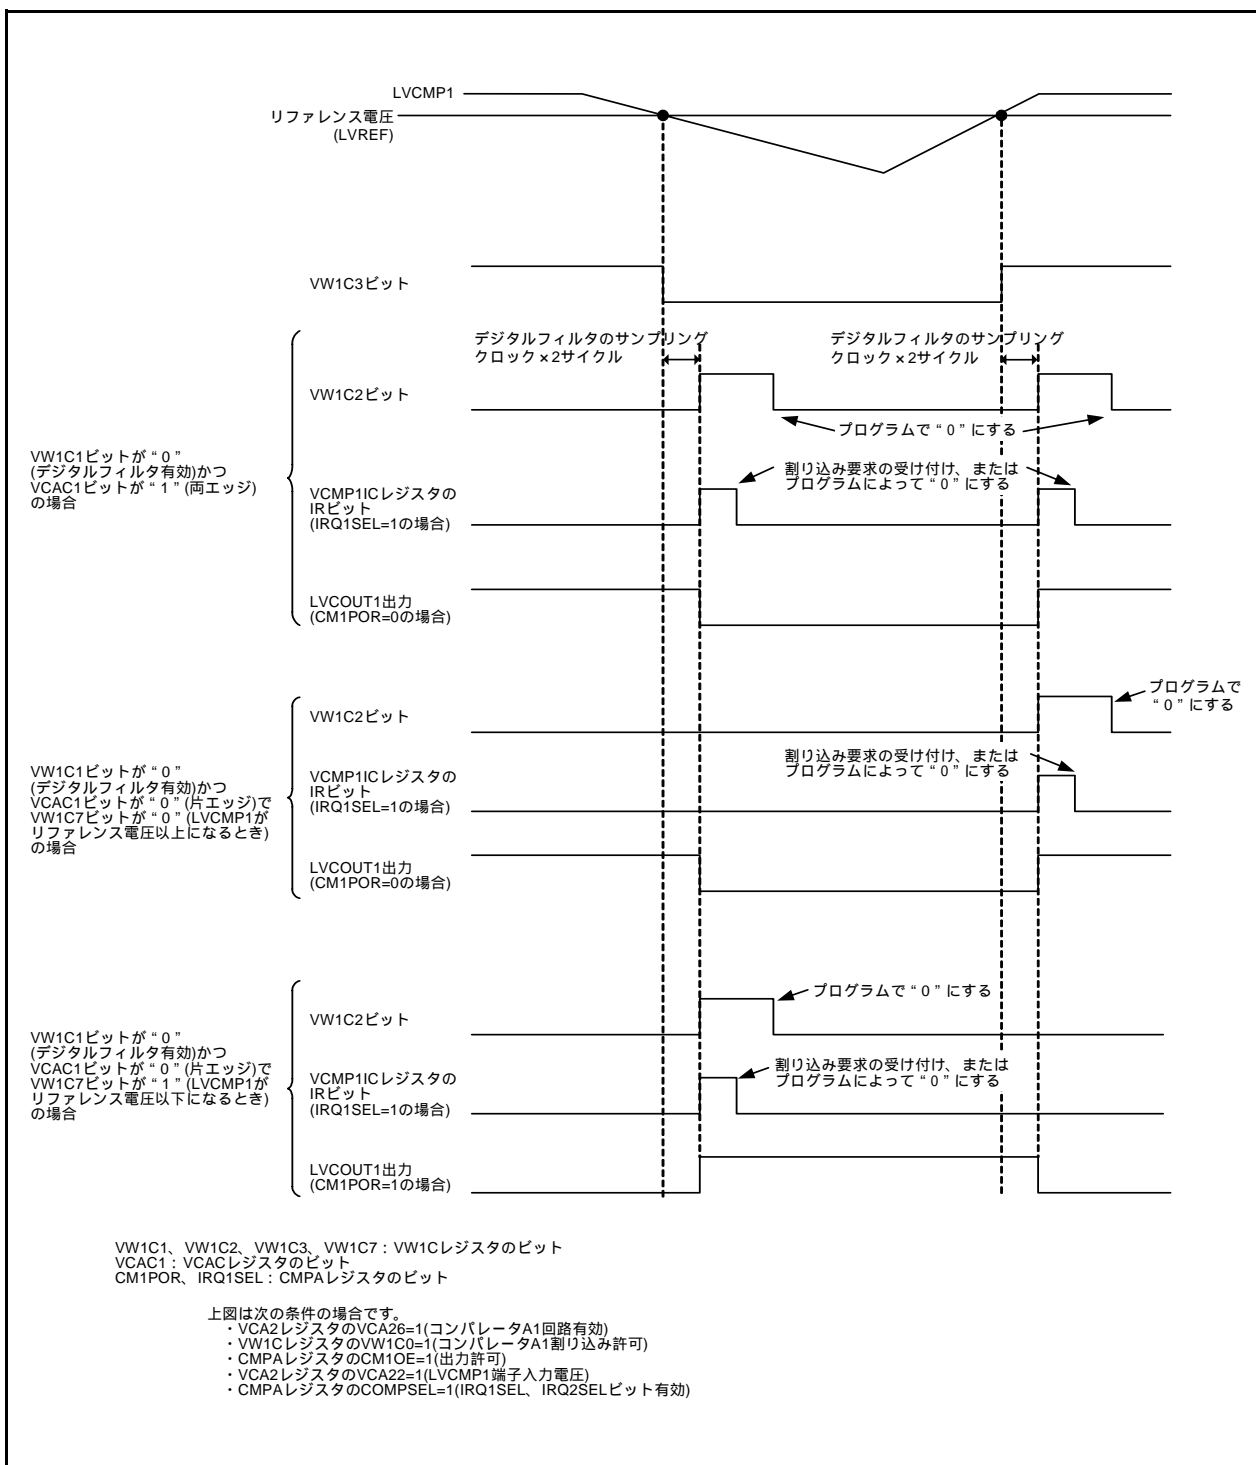 LVCMP1
リファレンス電圧
(LVREF)
VW1C3ビット
デジタルフィルタのサンプリング
クロック×2サイクル
デジタルフィルタのサンプリング
クロック×2サイクル
VW1C2ビット
プログラムで“0”にする
VW1C1ビットが“0”
(デジタルフィルタ有効)かつ
VCAC1ビットが“1”(両エッジ)
の場合
割り込み要求の受け付け、または
プログラムによって“0”にする
VCMP1ICレジスタの
IRビット
(IRQ1SEL=1の場合)
LVCOUT1出力
(CM1POR=0の場合)
プログラムで
“0”にする
VW1C2ビット
割り込み要求の受け付け、または
プログラムによって“0”にする
VW1C1ビットが“0”
(デジタルフィルタ有効)かつ
VCAC1ビットが“0”(片エッジ)で
VW1C7ビットが“0”(LVCMP1が
リファレンス電圧以上になるとき)
の場合
VCMP1ICレジスタの
IRビット
(IRQ1SEL=1の場合)
LVCOUT1出力
(CM1POR=0の場合)
プログラムで“0”にする
VW1C2ビット
VW1C1ビットが“0”
(デジタルフィルタ有効)かつ
VCAC1ビットが“0”(片エッジ)で
VW1C7ビットが“1”(LVCMP1が
リファレンス電圧以下になるとき)
の場合
割り込み要求の受け付け、または
プログラムによって“0”にする
VCMP1ICレジスタの
IRビット
(IRQ1SEL=1の場合)
LVCOUT1出力
(CM1POR=1の場合)
VW1C1、VW1C2、VW1C3、VW1C7：VW1Cレジスタのビット
VCAC1：VCACレジスタのビット
CM1POR、IRQ1SEL：CMPAレジスタのビット
上図は次の条件の場合です。
・VCA2レジスタのVCA26=1(コンパレータA1回路有効)
・VW1CレジスタのVW1C0=1(コンパレータA1割り込み許可)
・CMPAレジスタのCM1OE=1(出力許可)
・VCA2レジスタのVCA22=1(LVCMP1端子入力電圧)
・CMPAレジスタのCOMPSEL=1(IRQ1SEL、IRQ2SELビット有効)